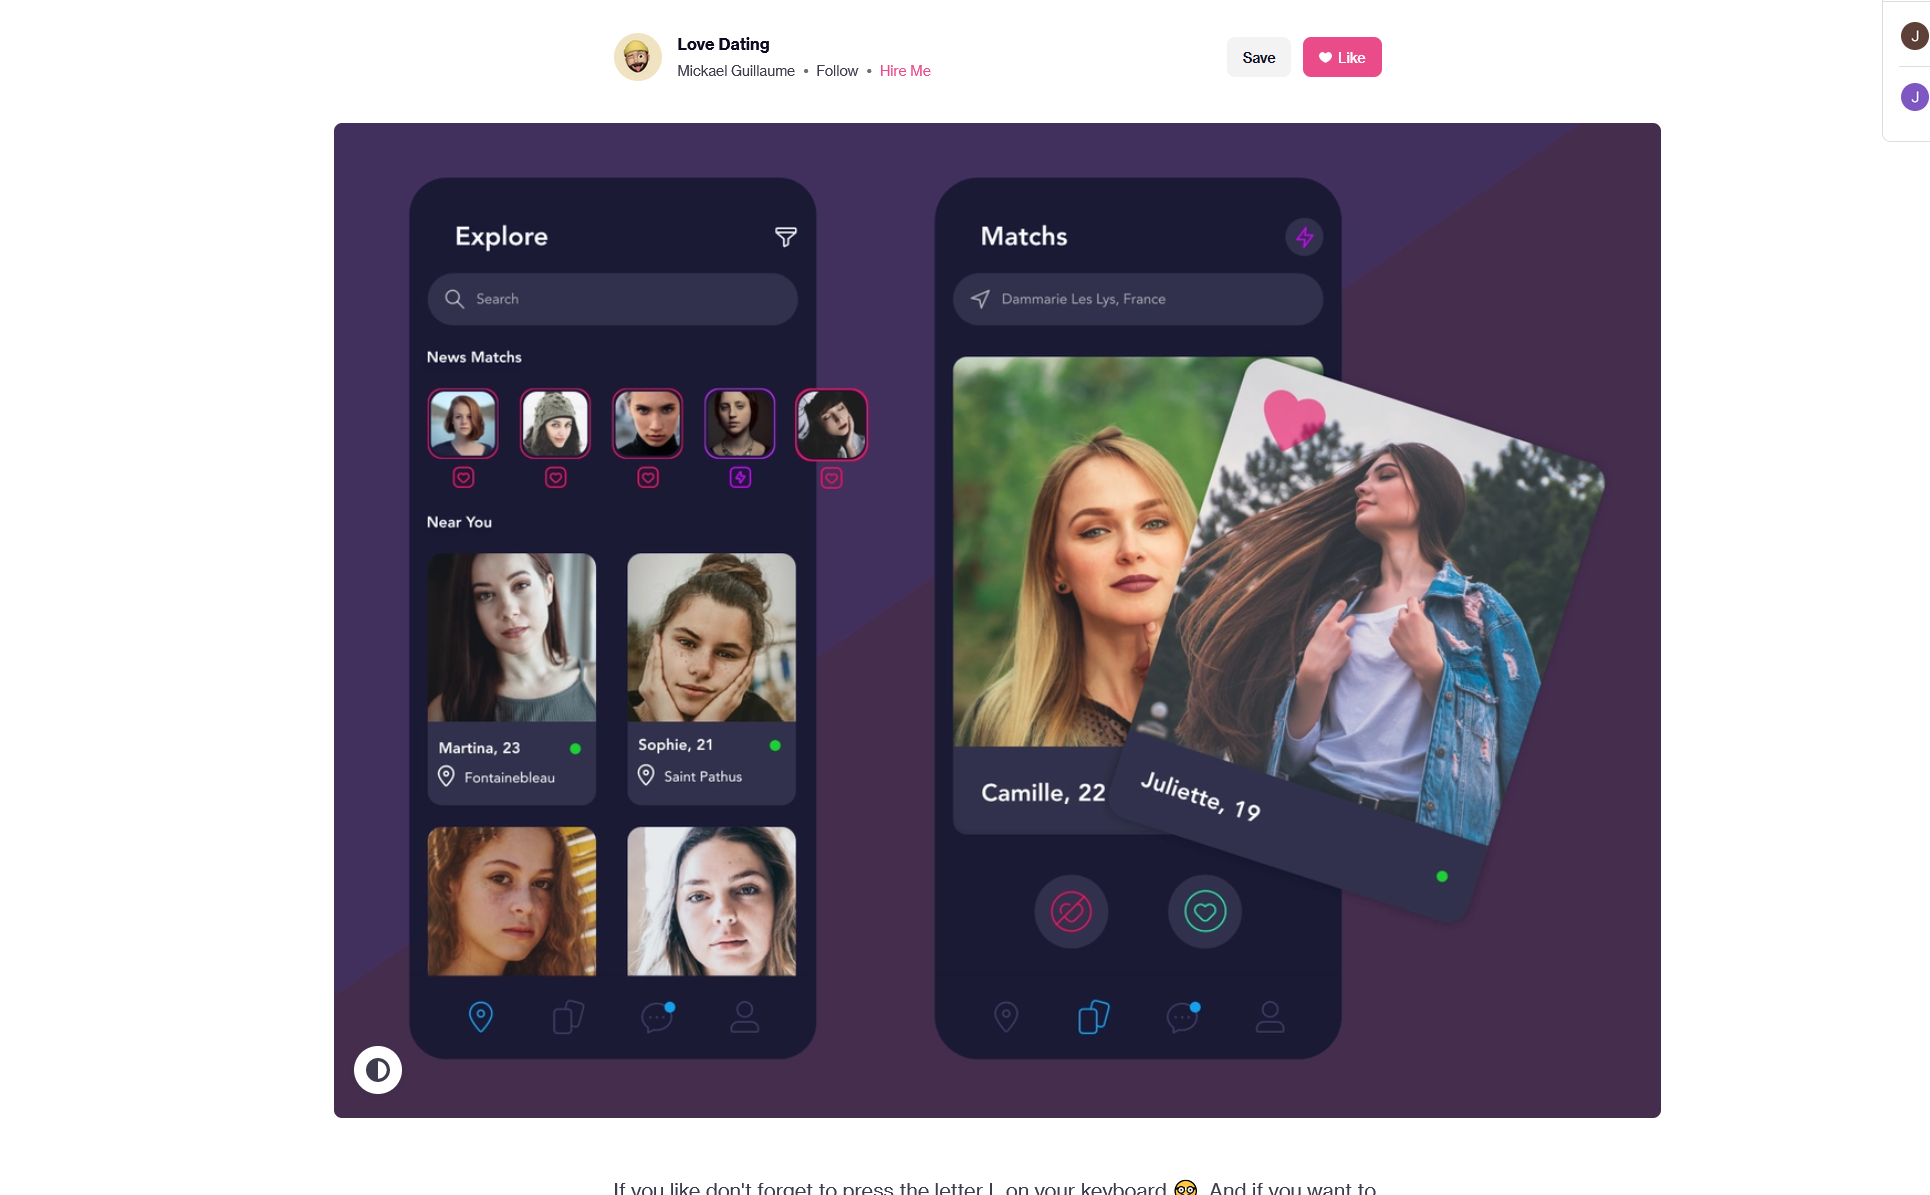 Love Dating
Mickael Guillaume • Follow • Hire Me
Save
Like
J
J
Explore
Search
News Matchs
Near You
Martina, 23
Fontainebleau
Sophie, 21
Saint Pathus
Matchs
Dammarie Les Lys, France
Camille, 22
Juliette, 19
If you like don't forget to press the letter L on your keyboard 🤓. And if you want to